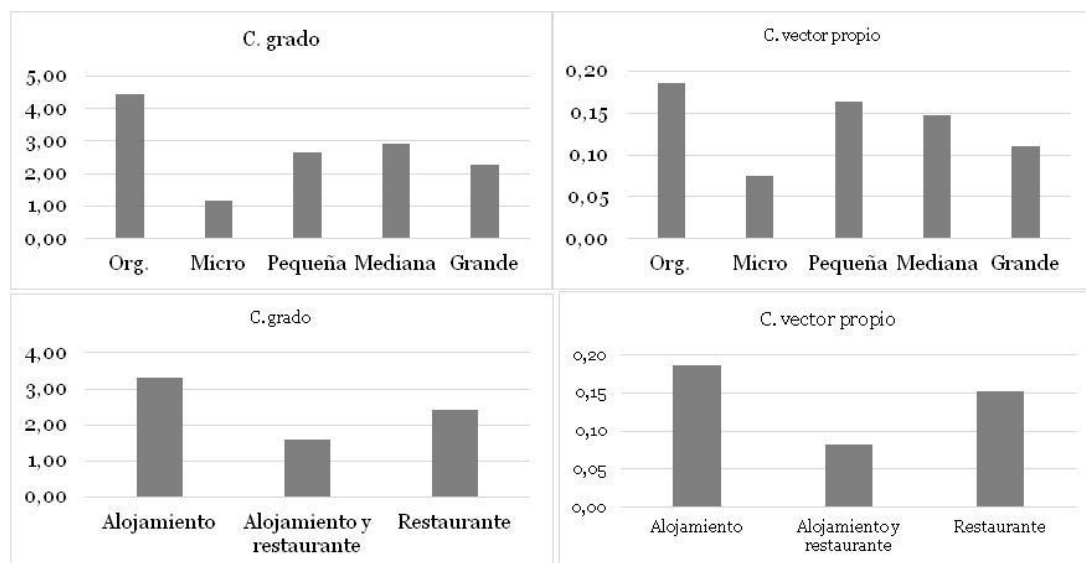 C. grado
5,00
4,00
3,00
2,00
1,00
0,00
Org. Micro Pequeña Mediana Grande
C. vector propio
0,20
0,15
0,10
0,05
0,00
Org. Micro Pequeña Mediana Grande
C. grado
4,00
3,00
2,00
1,00
0,00
Alojamiento Alojamiento y Restaurante
restaurante
C. vector propio
0,20
0,15
0,10
0,05
0,00
Alojamiento Alojamiento y Restaurante
restaurante